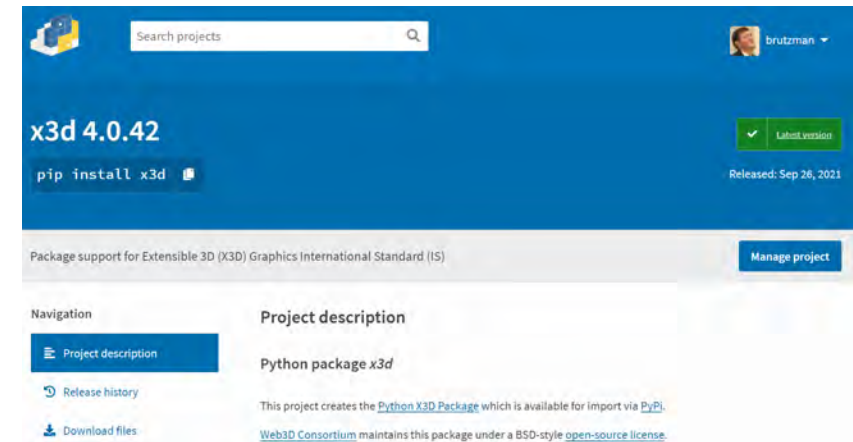 Search projects
brutzman
x3d 4.0.42
Latest version
pip install x3d
Released: Sep 26, 2021
Package support for Extensible 3D (X3D) Graphics International Standard (IS)
Manage project
Navigation
Project description
Release history
Download files
Project description
Python package x3d
This project creates the Python X3D Package which is available for import via PyPi.
Web3D Consortium maintains this package under a BSD-style open-source license.